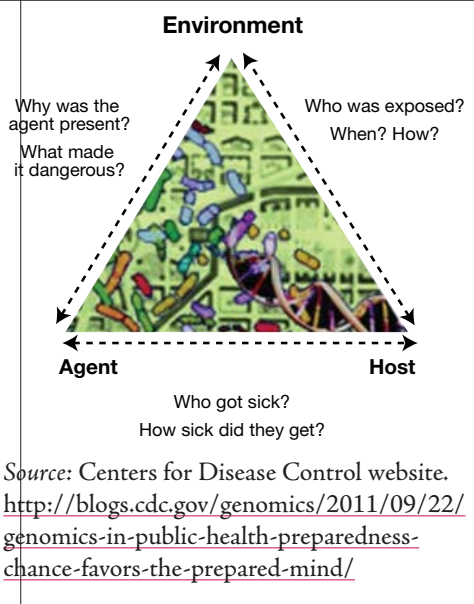 Environment
Why was the
agent present?
What made
it dangerous?
Who was exposed?
When? How?
Agent
Host
Who got sick?
How sick did they get?
Source: Centers for Disease Control website.
http://blogs.cdc.gov/genomics/2011/09/22/
genomics-in-public-health-preparedness-
chance-favors-the-prepared-mind/